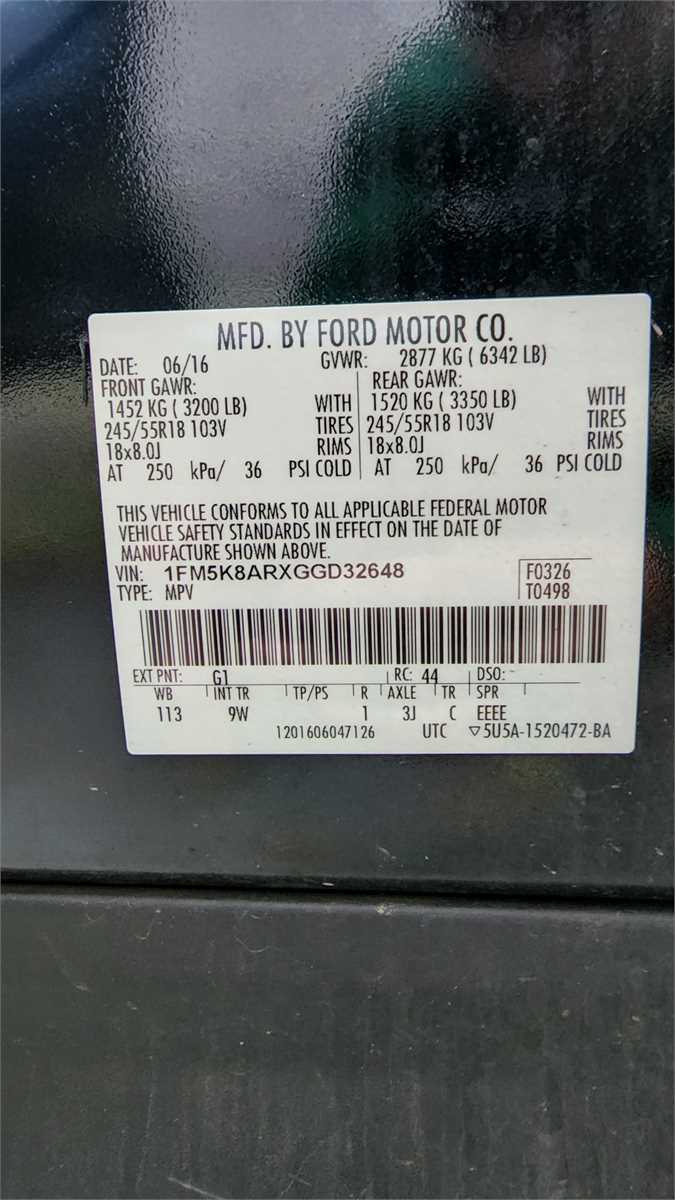 MFD. BY FORD MOTOR CO.
DATE: 06/16 GVWR: 2877 KG ( 6342 LB)
FRONT GAWR: REAR GAWR:
1452 KG ( 3200 LB) WITH 1520 KG ( 3350 LB) WITH
245/55R18 103V TIRES 245/55R18 103V TIRES
18x8.0J RIMS 18x8.0J RIMS
AT 250 kPa/ 36 PSI COLD AT 250 kPa/ 36 PSI COLD
THIS VEHICLE CONFORMS TO ALL APPLICABLE FEDERAL MOTOR
VEHICLE SAFETY STANDARDS IN EFFECT ON THE DATE OF
MANUFACTURE SHOWN ABOVE.
VIN: 1FM5K8ARXGGD32648 F0326
TYPE: MPV T0498
EXT PNT: G1 RC: 44 DSO:
WB INT TR TP/PS R AXLE TR SPR
113 9W 1 3J C EEEE
1201606047126 UTC ▽5U5A-1520472-BA